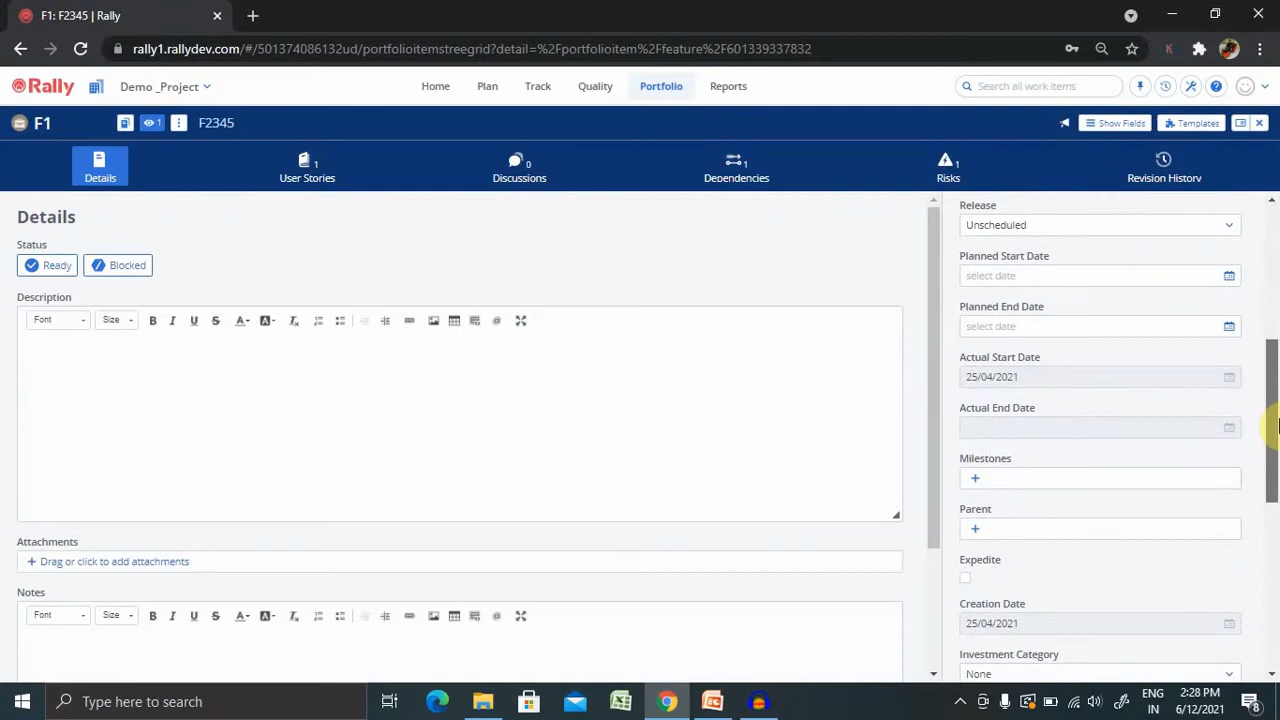 F1: F2345 | Rally
rally1.rallydev.com/#/501374086132ud/portfolioitemstreegrid?detail=%2Fportfolioitem%2Ffeature%2F601339337832
Rally
Demo _Project
Home
Plan
Track
Quality
Portfolio
Reports
Search all work items
F1
1
F2345
Show Fields
Templates
Details
1
User Stories
0
Discussions
1
Dependencies
1
Risks
Revision History
Details
Status
Ready
Blocked
Description
Font
Size
B I U S A A
Attachments
+ Drag or click to add attachments
Notes
Font
Size
B I U S A A
Release
Unscheduled
Planned Start Date
select date
Planned End Date
select date
Actual Start Date
25/04/2021
Actual End Date
Milestones
+
Parent
+
Expedite
Creation Date
25/04/2021
Investment Category
None
Type here to search
ENG
IN
2:28 PM
6/12/2021
8